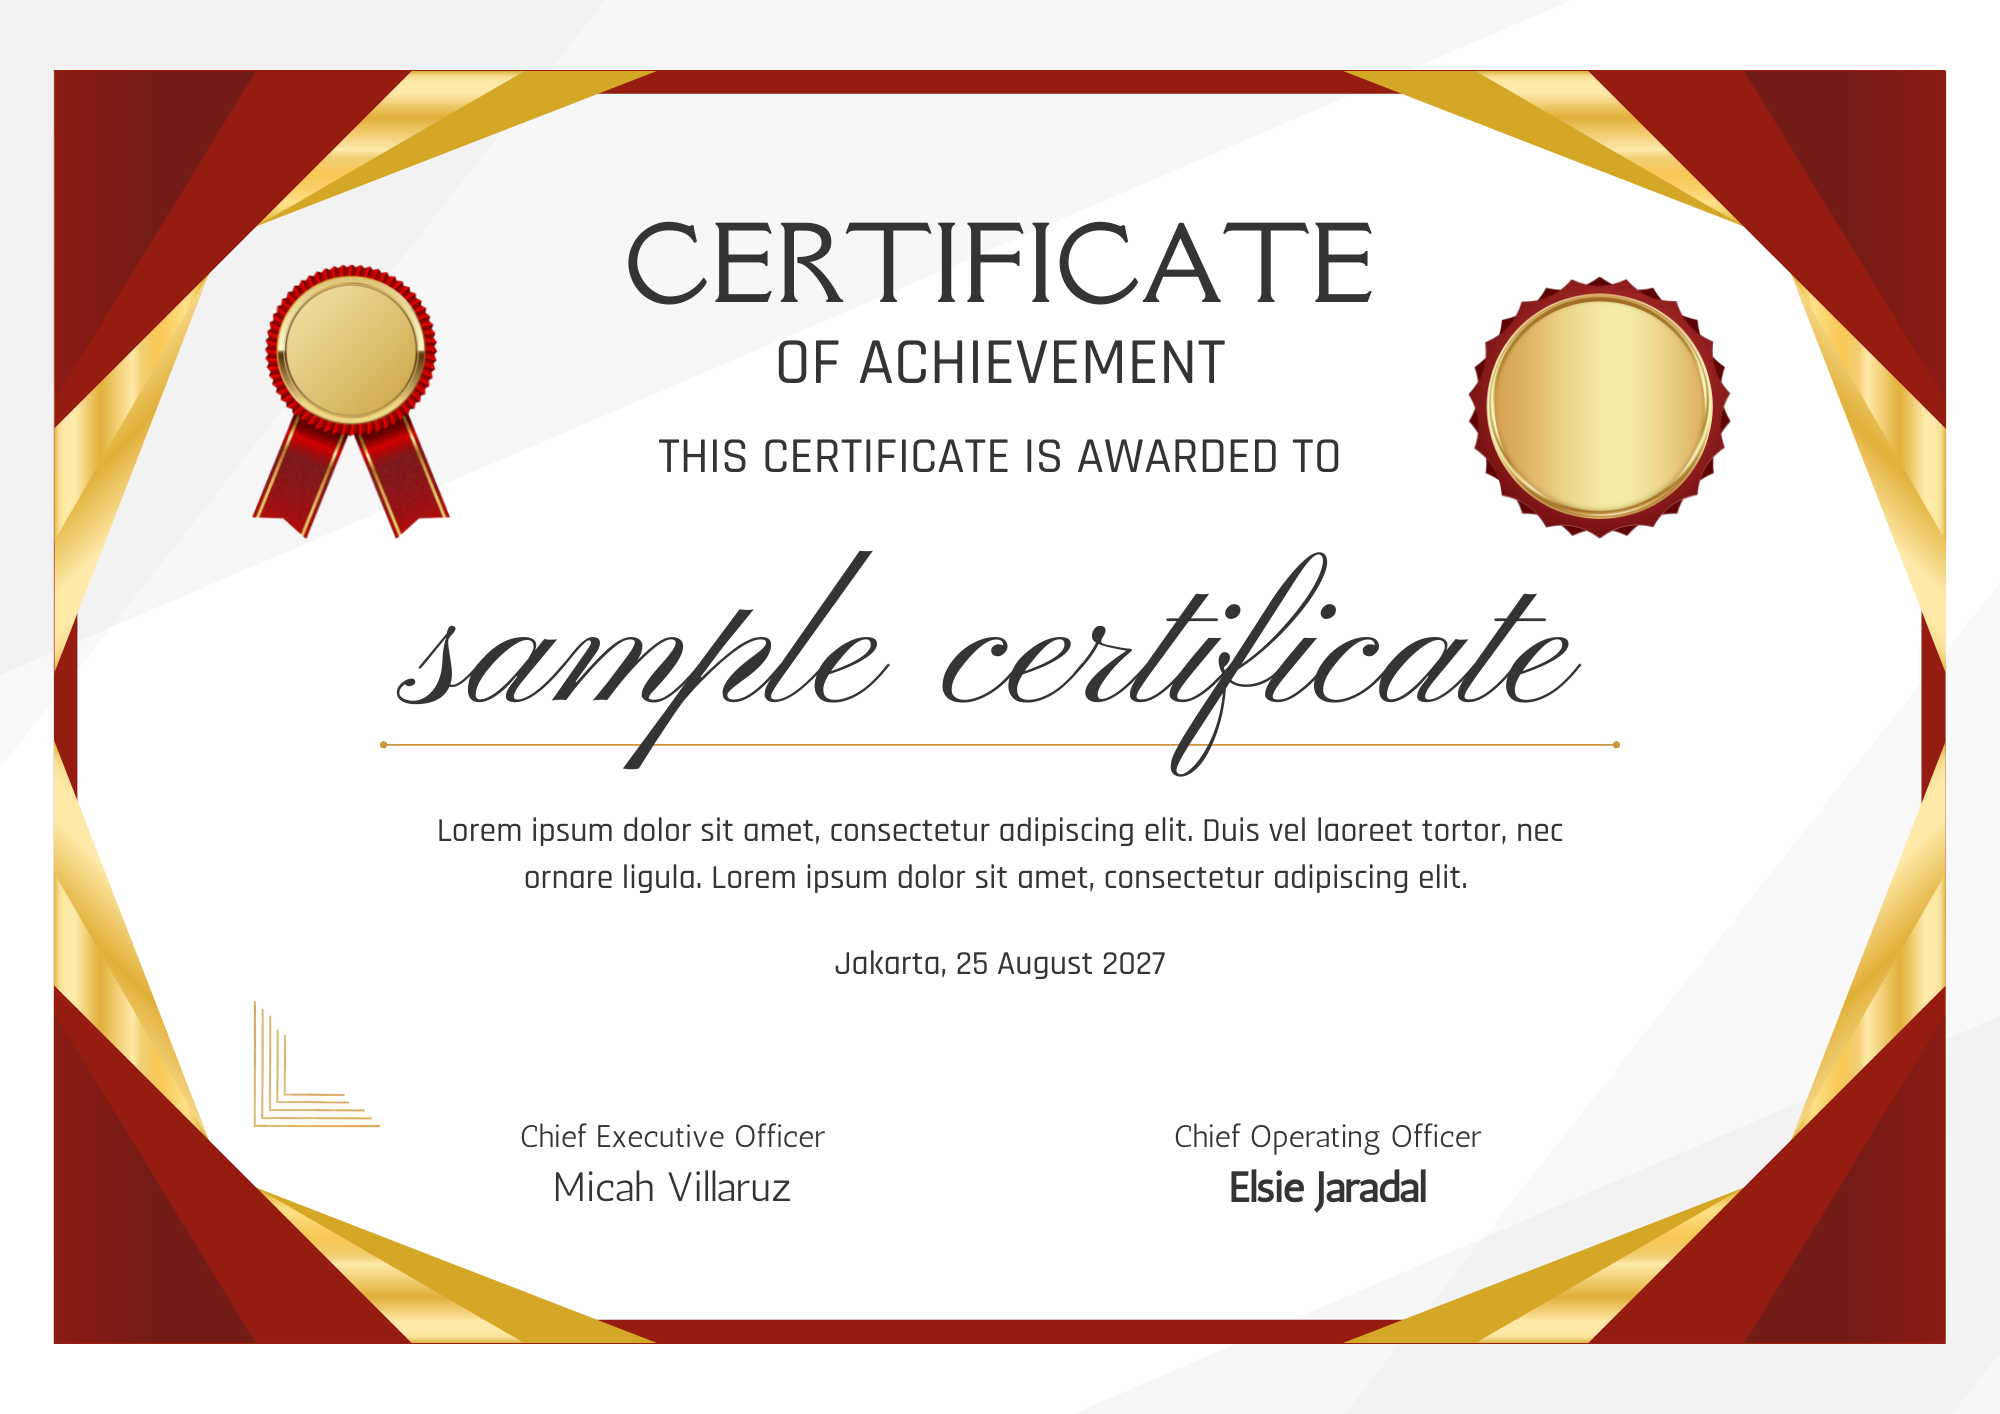 CERTIFICATE
OF ACHIEVEMENT
THIS CERTIFICATE IS AWARDED TO
sample certificate
Lorem ipsum dolor sit amet, consectetur adipiscing elit. Duis vel laoreet tortor, nec
ornare ligula. Lorem ipsum dolor sit amet, consectetur adipiscing elit.
Jakarta, 25 August 2027
Chief Executive Officer
Micah Villaruz
Chief Operating Officer
Elsie Jaradal